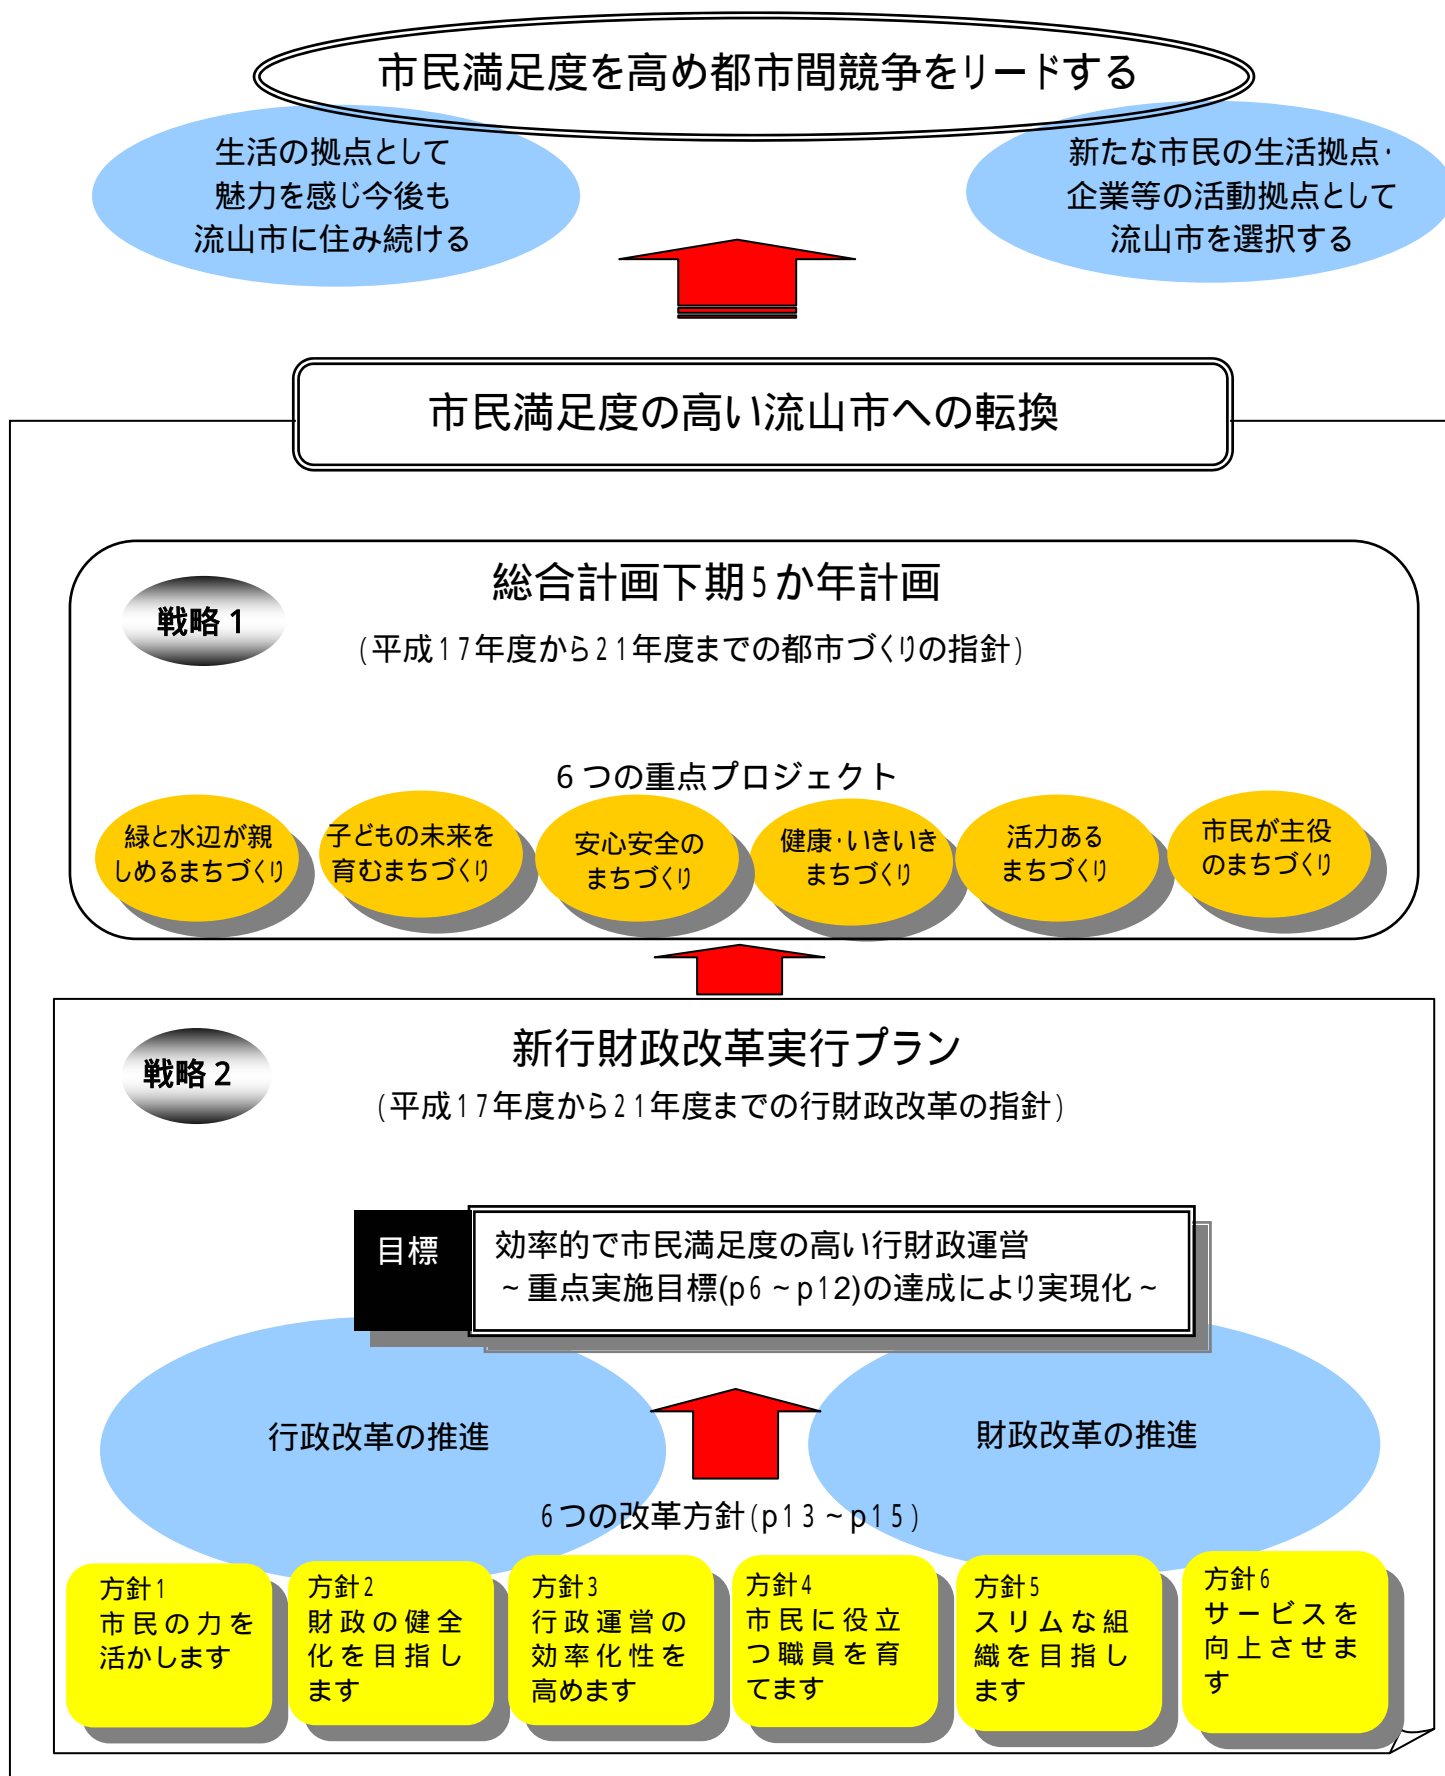 市民満足度を高め都市間競争をリードする
生活の拠点として
魅力を感じ今後も
流山市に住み続ける
新たな市民の生活拠点・
企業等の活動拠点として
流山市を選択する
市民満足度の高い流山市への転換
戦略1
総合計画下期5か年計画
(平成17年度から21年度までの都市づくりの指針)
6つの重点プロジェクト
緑と水辺が親
しめるまちづくり
子どもの未来を
育むまちづくり
安心安全の
まちづくり
健康・いきいき
まちづくり
活力ある
まちづくり
市民が主役
のまちづくり
戦略2
新行財政改革実行プラン
(平成17年度から21年度までの行財政改革の指針)
目標
効率的で市民満足度の高い行財政運営
~重点実施目標(p6~p12)の達成により実現化~
行政改革の推進
財政改革の推進
6つの改革方針(p13~p15)
方針1
市民の力を
活かします
方針2
財政の健全
化を目指し
ます
方針3
行政運営の
効率化性を
高めます
方針4
市民に役立
つ職員を育
てます
方針5
スリムな組
織を目指し
ます
方針6
サービスを
向上させま
す